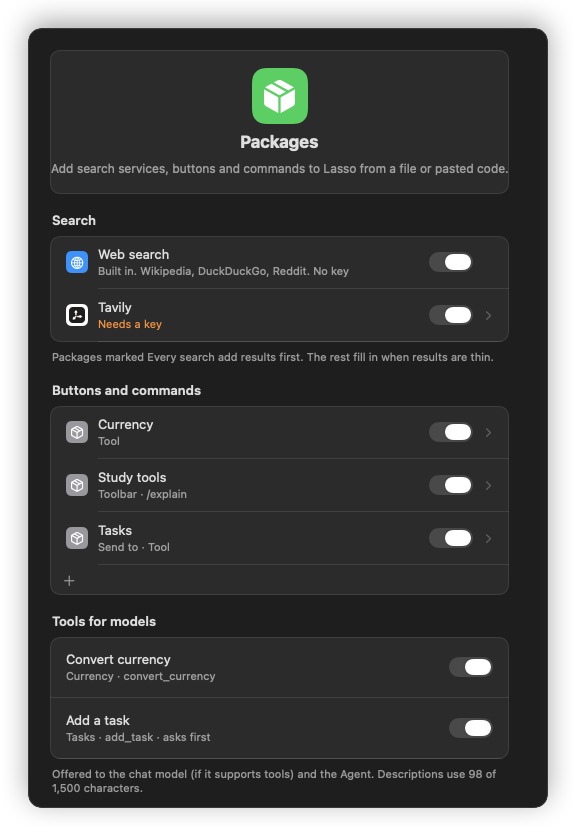 Packages
Add search services, buttons and commands to Lasso from a file or pasted code.
Search
Web search
Built in. Wikipedia, DuckDuckGo, Reddit. No key
Tavily
Needs a key
Packages marked Every search add results first. The rest fill in when results are thin.
Buttons and commands
Currency
Tool
Study tools
Toolbar · /explain
Tasks
Send to · Tool
Tools for models
Convert currency
Currency · convert_currency
Add a task
Tasks · add_task · asks first
Offered to the chat model (if it supports tools) and the Agent. Descriptions use 98 of
1,500 characters.